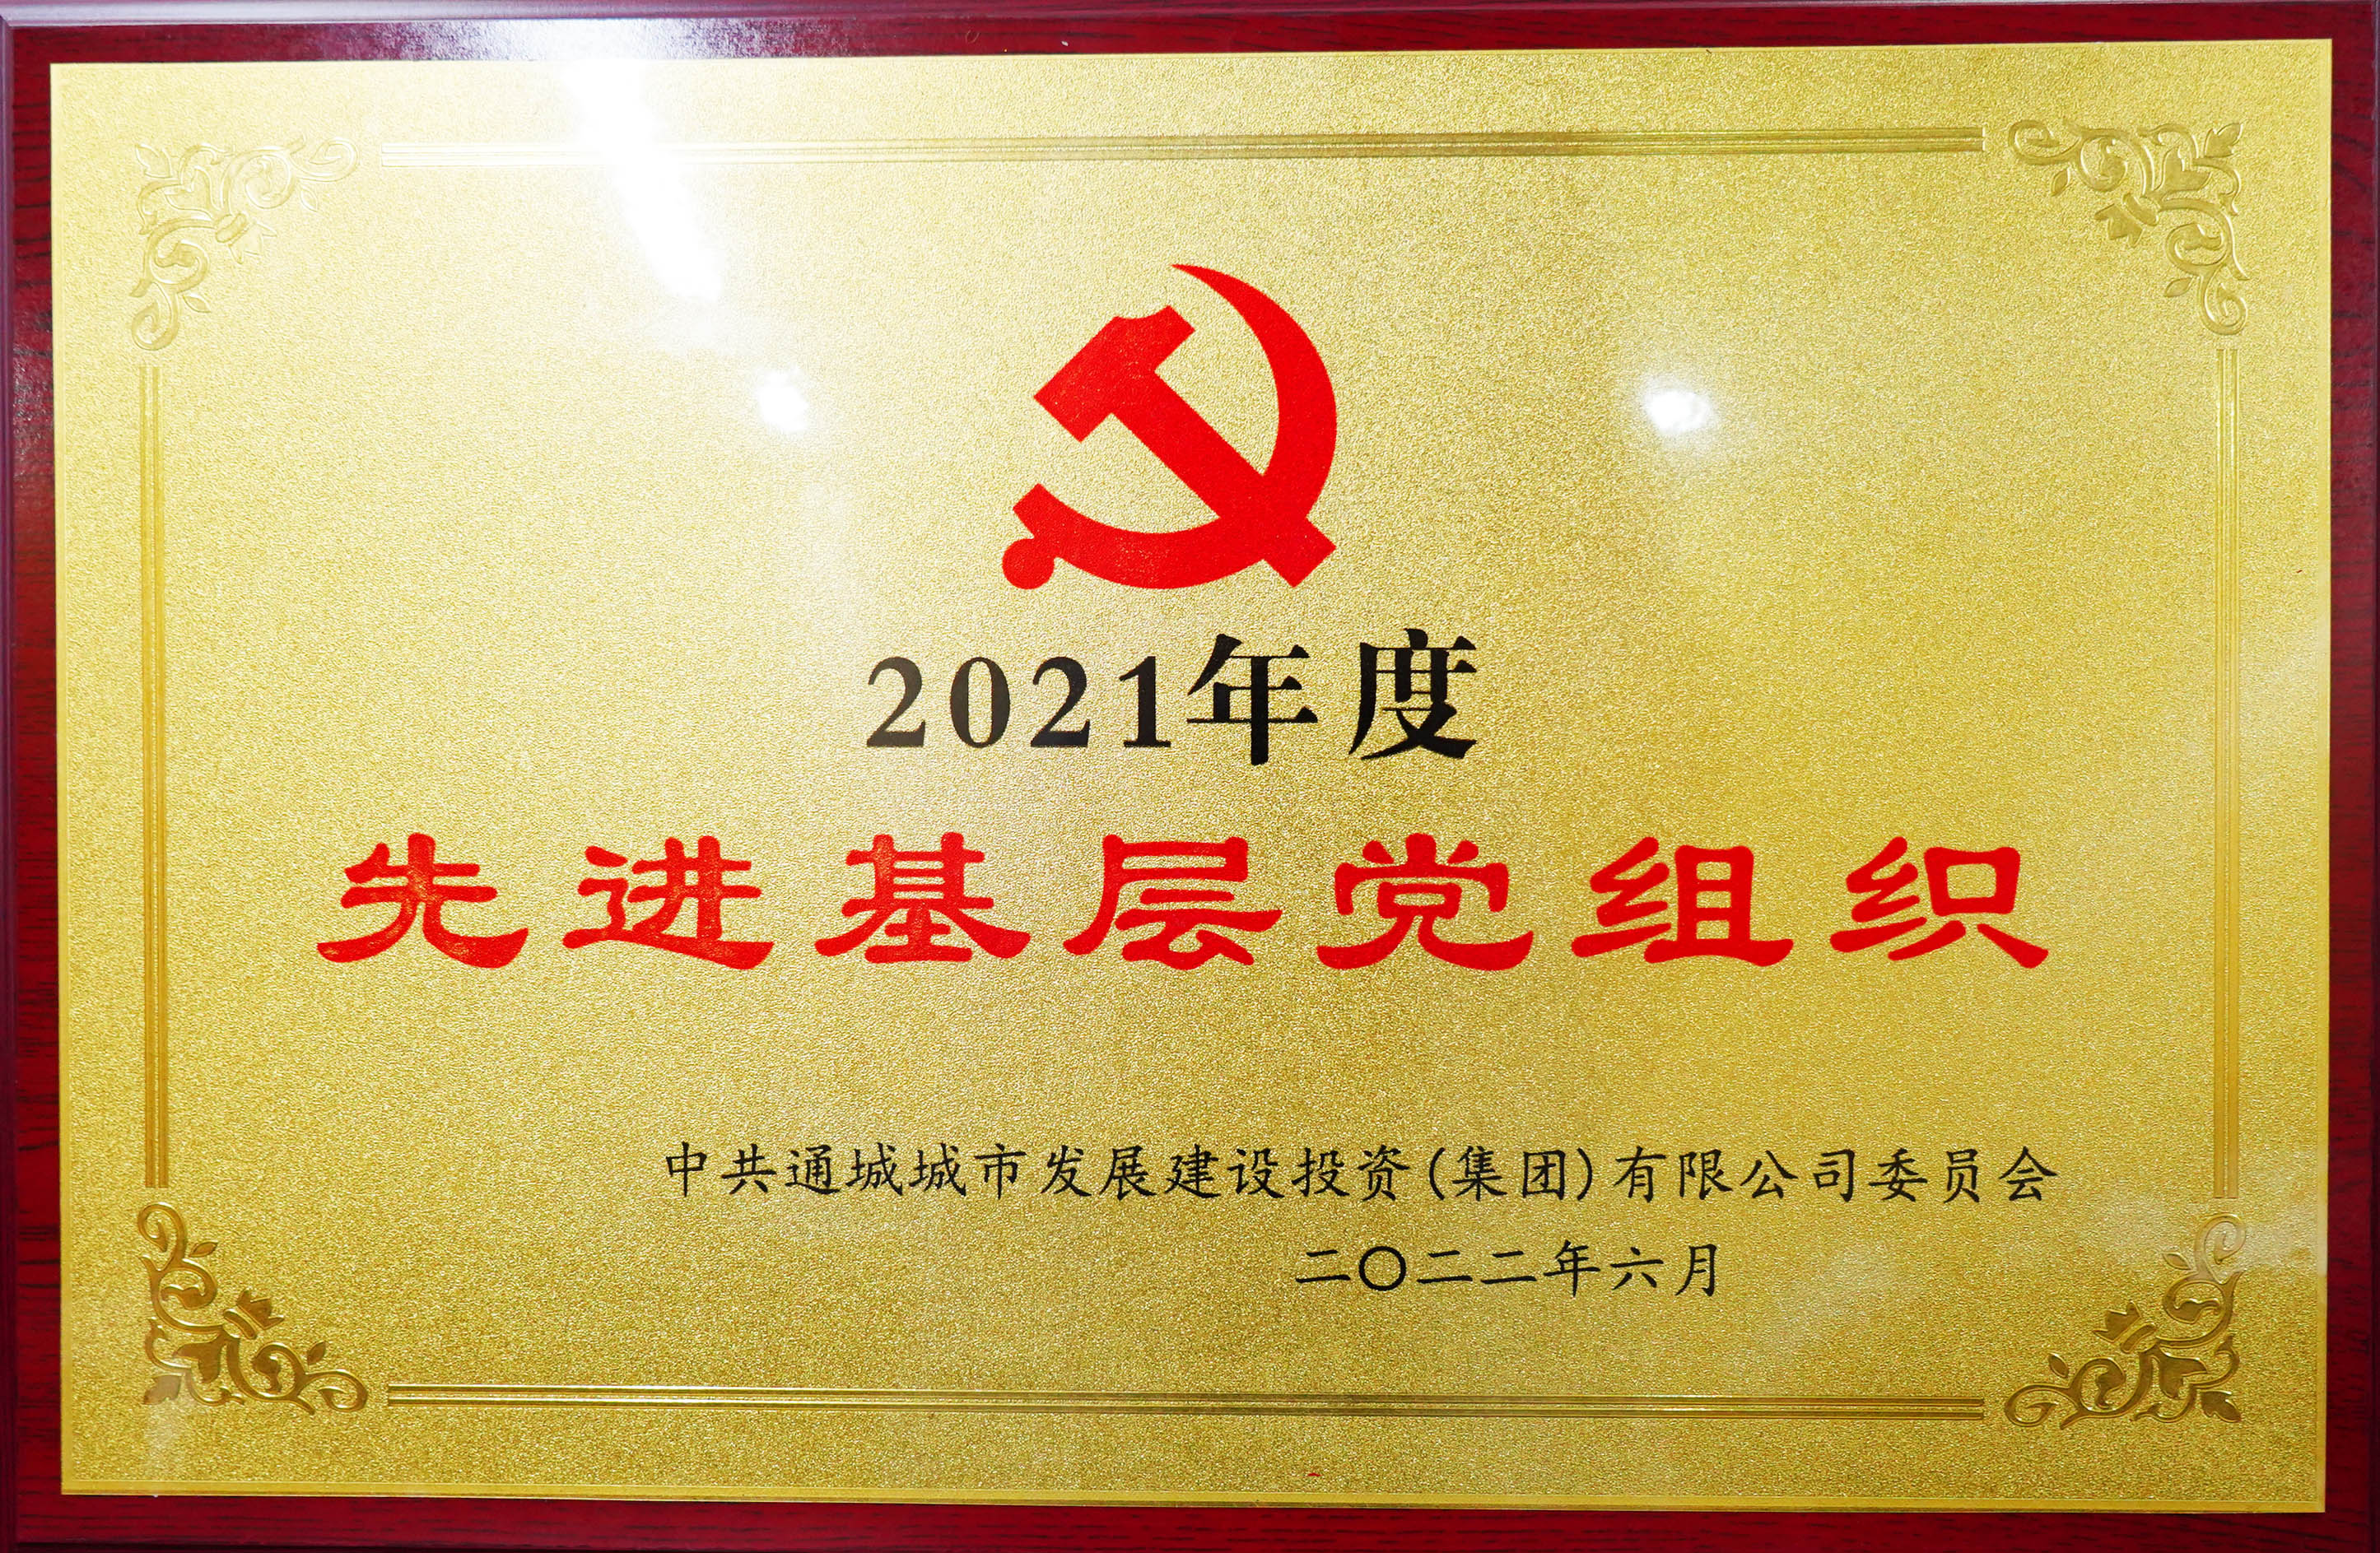 2021年度
先进基层党组织
中共通城城市发展建设投资(集团)有限公司委员会
二〇二二年六月